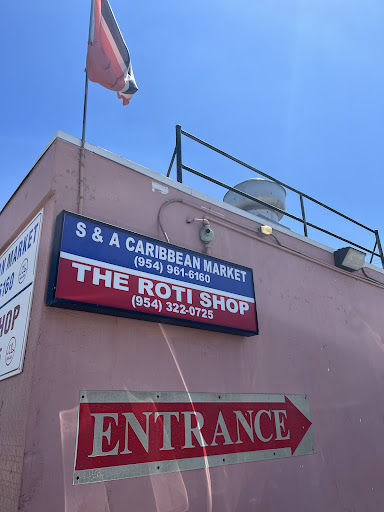 S & A CARIBBEAN MARKET
(954) 961-6160
THE ROTI SHOP
(954) 322-0725
ENTRANCE